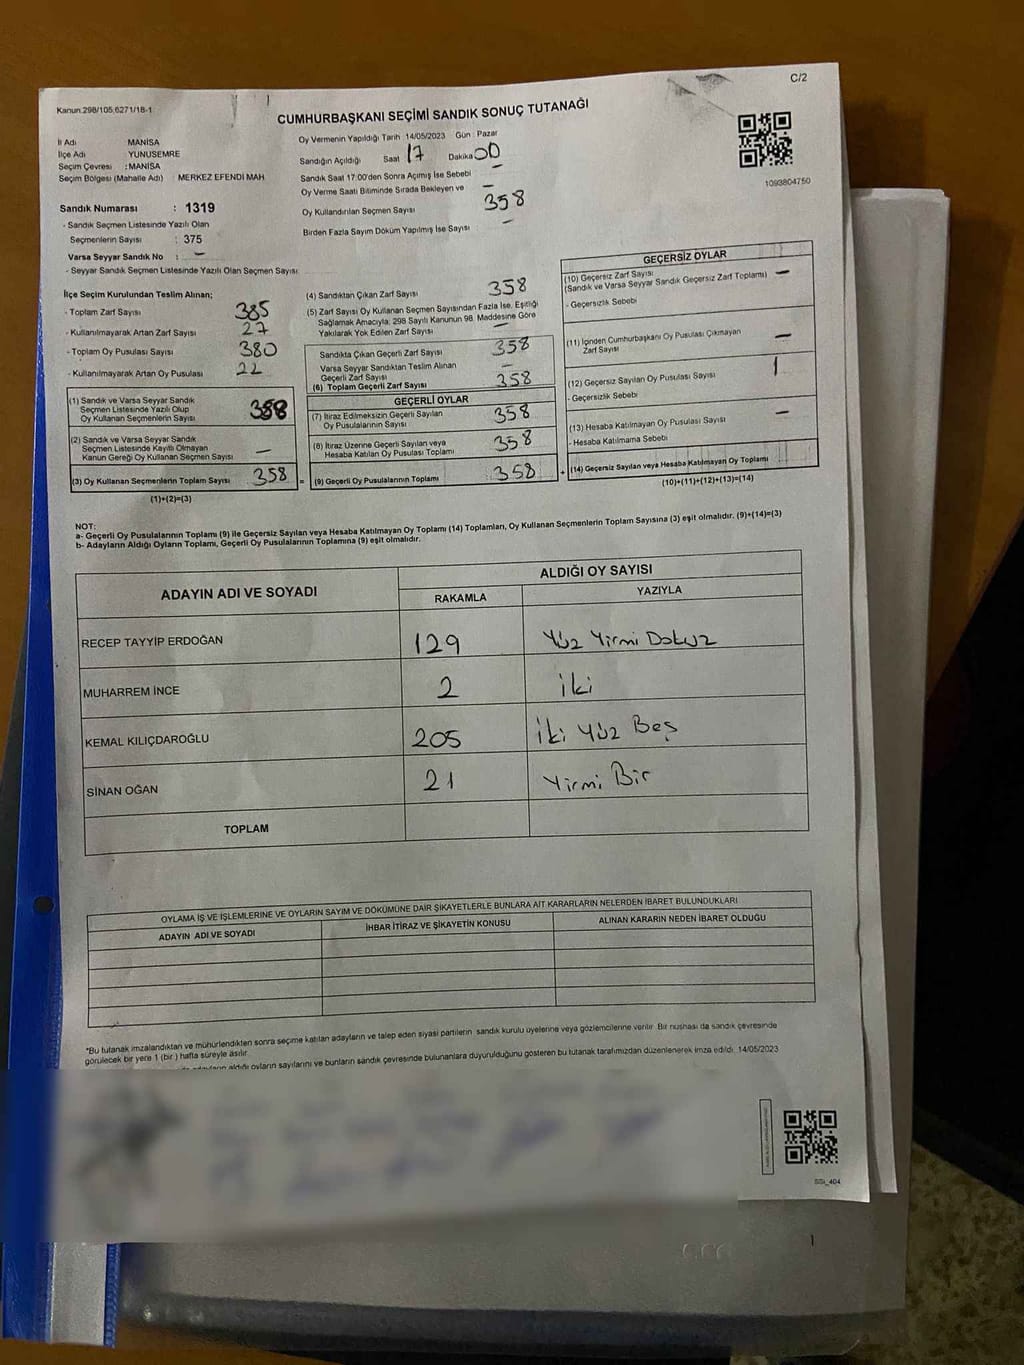 C/2
Kanun 298/105,6271/18-1
CUMHURBAŞKANI SEÇİMİ SANDIK SONUÇ TUTANAĞI
İl Adı MANİSA
İlçe Adı YUNUSEMRE
Seçim Çevresi : MANİSA
Seçim Bölgesi (Mahalle Adı) MERKEZ EFENDİ MAH
Sandık Numarası : 1319
- Sandık Seçmen Listesinde Yazılı Olan
Seçmenlerin Sayısı : 375
Varsa Seyyar Sandık No : -
- Seyyar Sandık Seçmen Listesinde Yazılı Olan Seçmen Sayısı
Oy Vermenin Yapıldığı Tarih 14/05/2023 Gün : Pazar
Sandığın Açıldığı Saat 17 Dakika 00
Sandık Saat 17:00'den Sonra Açımış İse Sebebi -
Oy Verme Saati Bitiminde Sırada Bekleyen ve -
Oy Kullandırılan Seçmen Sayısı 358
Birden Fazla Sayım Döküm Yapılmış İse Sayısı -
1093804750
İlçe Seçim Kurulundan Teslim Alınan;
- Toplam Zarf Sayısı 385
- Kullanılmayarak Artan Zarf Sayısı 27
- Toplam Oy Pusulası Sayısı 380
- Kullanılmayarak Artan Oy Pusulası 22
(1) Sandık ve Varsa Seyyar Sandık
Seçmen Listesinde Yazılı Olup
Oy Kullanan Seçmenlerin Sayısı 358
(2) Sandık ve Varsa Seyyar Sandık
Seçmen Listesinde Kayıtlı Olmayan
Kanun Gereği Oy Kullanan Seçmen Sayısı -
(3) Oy Kullanan Seçmenlerin Toplam Sayısı 358 =
(1)+(2)=(3)
(4) Sandıktan Çıkan Zarf Sayısı 358
(5) Zarf Sayısı Oy Kullanan Seçmen Sayısından Fazla İse, Eşitliği
Sağlamak Amacıyla; 298 Sayılı Kanunun 98. Maddesine Göre
Yakılarak Yok Edilen Zarf Sayısı -
Sandıkta Çıkan Geçerli Zarf Sayısı 358
Varsa Seyyar Sandıktan Teslim Alınan
Geçerli Zarf Sayısı -
(6) Toplam Geçerli Zarf Sayısı 358
GEÇERLİ OYLAR
(7) İtiraz Edilmeksizin Geçerli Sayılan
Oy Pusulalarının Sayısı 358
(8) İtiraz Üzerine Geçerli Sayılan veya
Hesaba Katılan Oy Pusulası Toplamı 358
(9) Geçerli Oy Pusulalarının Toplamı : 358 +
GEÇERSİZ OYLAR
(10) Geçersiz Zarf Sayısı
(Sandık ve Varsa Seyyar Sandık Geçersiz Zarf Toplamı) -
- Geçersizlik Sebebi
(11) İçinden Cumhurbaşkanı Oy Pusulası Çıkmayan
Zarf Sayısı -
(12) Geçersiz Sayılan Oy Pusulası Sayısı 1
- Geçersizlik Sebebi
(13) Hesaba Katılmayan Oy Pusulası Sayısı -
- Hesaba Katılmama Sebebi
(14) Geçersiz Sayılan veya Hesaba Katılmayan Oy Toplamı
(10)+(11)+(12)+(13)=(14)
NOT:
a- Geçerli Oy Pusulalarının Toplamı (9) ile Geçersiz Sayılan veya Hesaba Katılmayan Oy Toplamı (14) Toplamları, Oy Kullanan Seçmenlerin Toplam Sayısına (3) eşit olmalıdır. (9)+(14)=(3)
b- Adayların Aldığı Oyların Toplamı, Geçerli Oy Pusulalarının Toplamına (9) eşit olmalıdır.
ADAYIN ADI VE SOYADI
ALDIĞI OY SAYISI
RAKAMLA YAZIYLA
RECEP TAYYİP ERDOĞAN 129 Yüz Yirmi Dokuz
MUHARREM İNCE 2 İki
KEMAL KILIÇDAROĞLU 205 İki Yüz Beş
SİNAN OĞAN 21 Yirmi Bir
TOPLAM
OYLAMA İŞ VE İŞLEMLERİNE VE OYLARIN SAYIM VE DÖKÜMÜNE DAİR ŞİKAYETLERLE BUNLARA AİT KARARLARIN NELERDEN İBARET BULUNDUKLARI
ADAYIN ADI VE SOYADI İHBAR İTİRAZ VE ŞİKAYETİN KONUSU ALINAN KARARIN NEDEN İBARET OLDUĞU
*Bu tutanak imzalandıktan ve mühürlendikten sonra seçime katılan adayların ve talep eden siyasi partilerin sandık kurulu üyelerine veya gözlemcilerine verilir. Bir nüshası da sandık çevresinde
görülecek bir yere 1 (bir) hafta süreyle asılır.
adayların aldığı oyların sayılarını ve bunların sandık çevresinde bulunanlara duyurulduğunu gösteren bu tutanak tarafımızdan düzenlenerek imza edildi. 14/05/2023
SSi_404